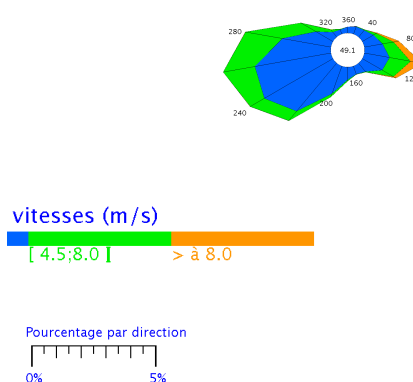 320 360 40
280
80
49.1
12
160
240
200
vitesses (m/s)
[ 4.5;8.0 ] > à 8.0
Pourcentage par direction
0% 5%